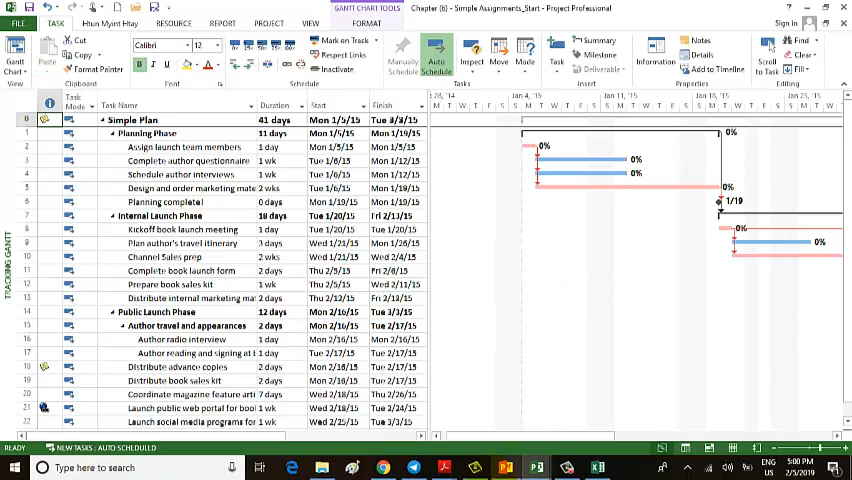 GANTT CHART TOOLS
Chapter (6) - Simple Assignments_Start - Project Professional
FILE TASK Htun Myint Htay RESOURCE REPORT PROJECT VIEW FORMAT Sign in
Gantt Chart
Paste
Cut
Copy
Format Painter
Calibri 12
B I U
Mark on Track
Respect Links
Inactivate
Manually Schedule
Auto Schedule
Inspect
Move
Mode
Task
Summary
Milestone
Deliverable
Information
Notes
Details
Add to Timeline
Scroll to Task
Find
Clear
Fill
View Clipboard Font Schedule Tasks Insert Properties Editing
Task Mode Task Name Duration Start Finish
28, '14 Jan 4, '15 Jan 11, '15 Jan 18, '15 Jan 25, '15
0 Simple Plan 41 days Mon 1/5/15 Tue 3/3/15
1 Planning Phase 11 days Mon 1/5/15 Mon 1/19/15 0%
2 Assign launch team members 1 day Mon 1/5/15 Mon 1/5/15 0%
3 Complete author questionnaire 1 wk Tue 1/6/15 Mon 1/12/15 0%
4 Schedule author interviews 1 wk Tue 1/6/15 Mon 1/12/15 0%
5 Design and order marketing mate 2 wks Tue 1/6/15 Mon 1/19/15 0%
6 Planning complete! 0 days Mon 1/19/15 Mon 1/19/15 1/19
7 Internal Launch Phase 18 days Tue 1/20/15 Fri 2/13/15
8 Kickoff book launch meeting 1 day Tue 1/20/15 Tue 1/20/15 0%
9 Plan author's travel itinerary 3 days Wed 1/21/15 Mon 1/26/15 0%
10 Channel Sales prep 2 wks Wed 1/21/15 Wed 2/4/15
11 Complete book launch form 2 days Thu 2/5/15 Fri 2/6/15
12 Prepare book sales kit 1 wk Thu 2/5/15 Wed 2/11/15
13 Distribute internal marketing ma 2 days Thu 2/12/15 Fri 2/13/15
14 Public Launch Phase 12 days Mon 2/16/15 Tue 3/3/15
15 Author travel and appearances 2 days Mon 2/16/15 Tue 2/17/15
16 Author radio interview 1 day Mon 2/16/15 Mon 2/16/15
17 Author reading and signing at b 1 day Tue 2/17/15 Tue 2/17/15
18 Distribute advance copies 2 days Mon 2/16/15 Tue 2/17/15
19 Distribute book sales kit 2 days Mon 2/16/15 Tue 2/17/15
20 Coordinate magazine feature arti 7 days Wed 2/18/15 Thu 2/26/15
21 Launch public web portal for boo 1 wk Wed 2/18/15 Tue 2/24/15
22 Launch social media programs for 1 wk Wed 2/25/15 Tue 3/3/15
TRACKING GANTT
READY NEW TASKS : AUTO SCHEDULED
Type here to search
ENG US
5:00 PM
2/5/2019